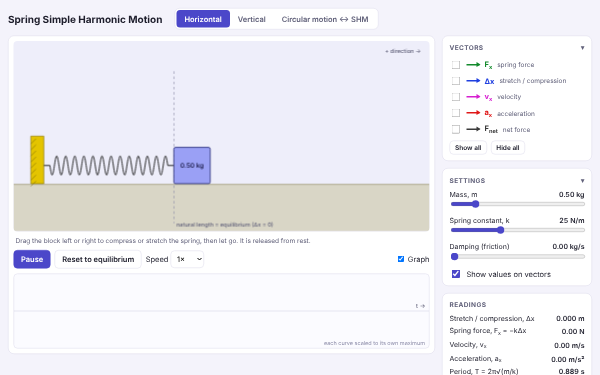 Spring Simple Harmonic Motion
Horizontal
Vertical
Circular motion ↔ SHM
+ direction →
0.50 kg
natural length = equilibrium (Δx = 0)
Drag the block left or right to compress or stretch the spring, then let go. It is released from rest.
Pause
Reset to equilibrium
Speed
1×
Graph
t →
each curve scaled to its own maximum
VECTORS
Fₓ spring force
Δx stretch / compression
vₓ velocity
aₓ acceleration
Fnet net force
Show all
Hide all
SETTINGS
Mass, m 0.50 kg
Spring constant, k 25 N/m
Damping (friction) 0.00 kg/s
Show values on vectors
READINGS
Stretch / compression, Δx 0.000 m
Spring force, Fₓ = −kΔx 0.00 N
Velocity, vₓ 0.00 m/s
Acceleration, aₓ 0.00 m/s²
Period, T = 2π√(m/k) 0.889 s